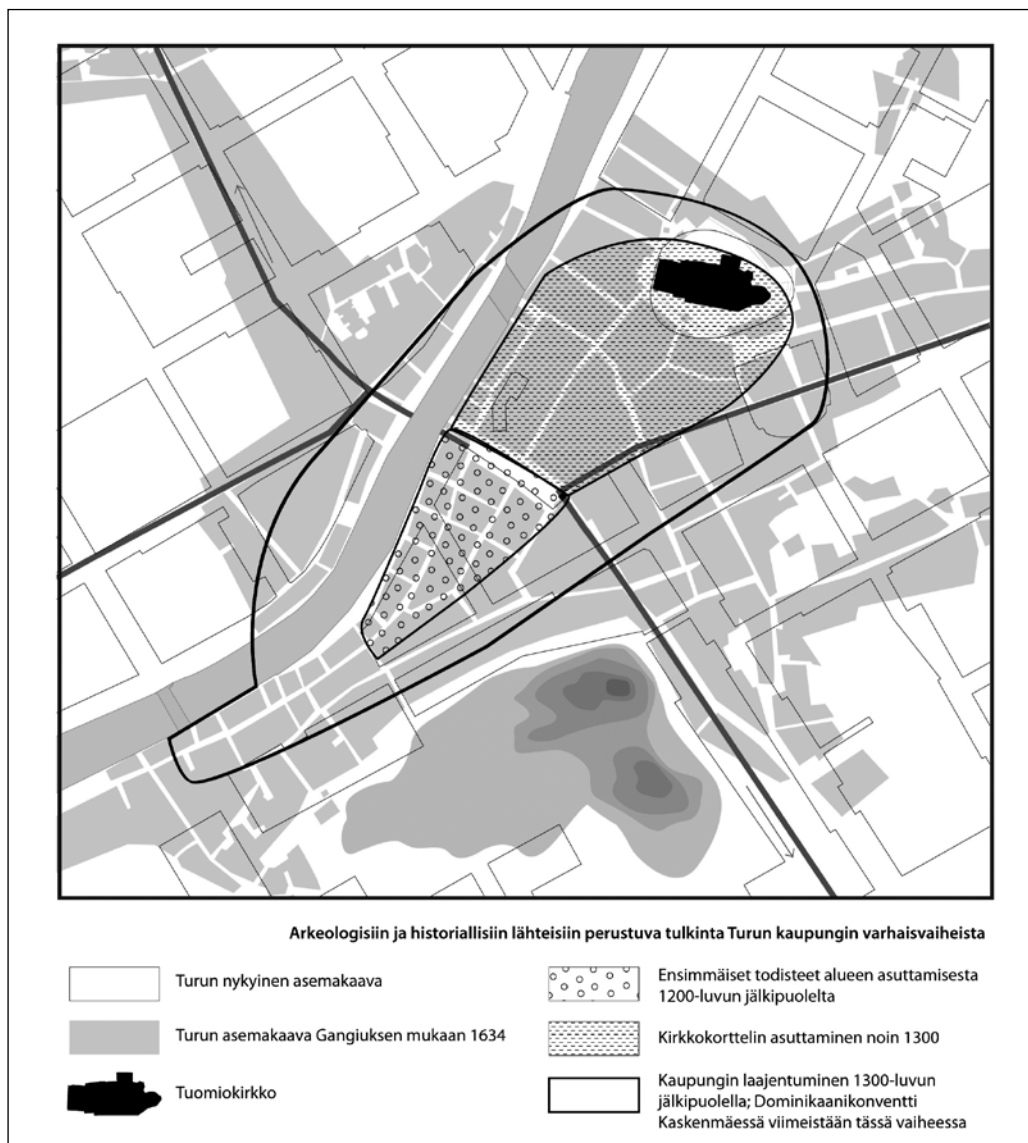 Arkeologisiin ja historiallisiin lähteisiin perustuva tulkinta Turun kaupungin varhaisvaiheista
Turun nykyinen asemakaava
Turun asemakaava Gangiuksen mukaan 1634
Tuomiokirkko
Ensimmäiset todisteet alueen asuttamisesta
1200-luvun jälkipuolelta
Kirkkokorttelin asuttaminen noin 1300
Kaupungin laajentuminen 1300-luvun
jälkipuolella; Dominikaanikonventti
Kaskenmäessä viimeistään tässä vaiheessa